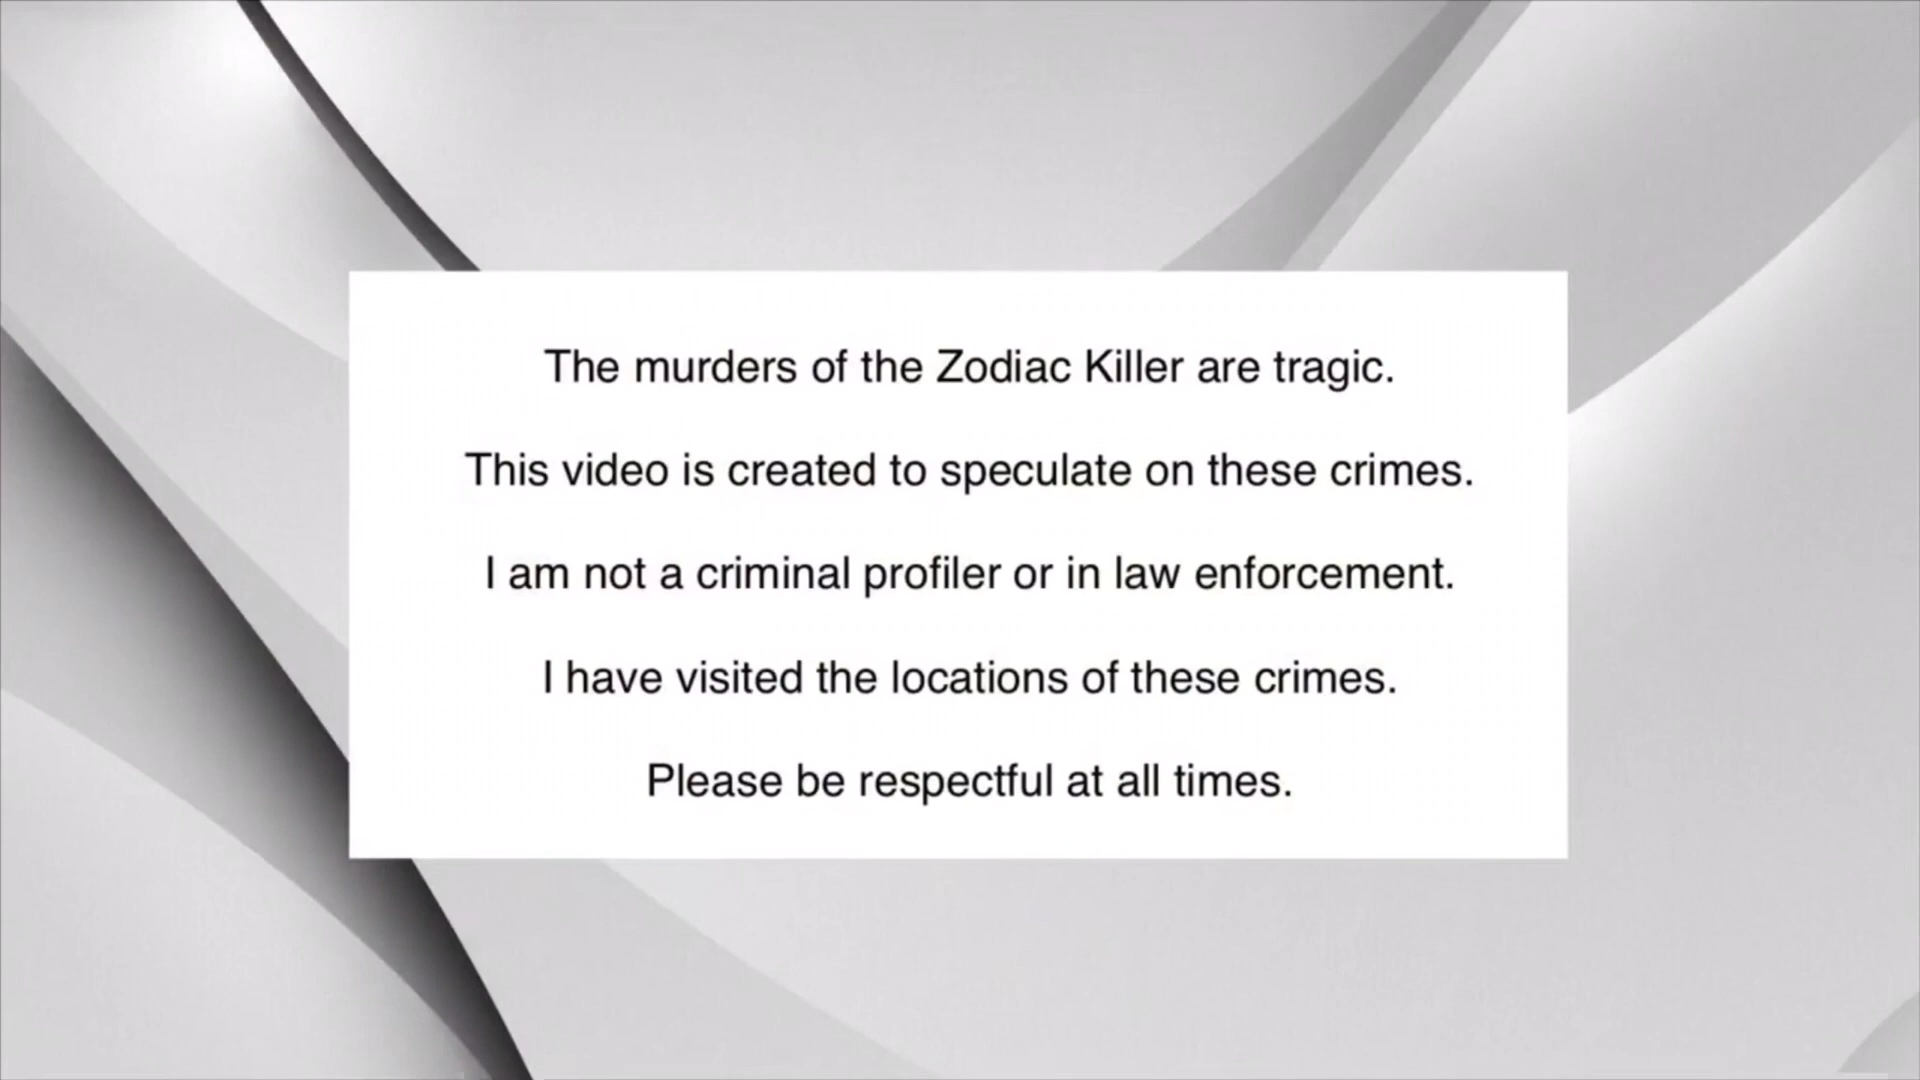 The murders of the Zodiac Killer are tragic.
This video is created to speculate on these crimes.
I am not a criminal profiler or in law enforcement.
I have visited the locations of these crimes.
Please be respectful at all times.